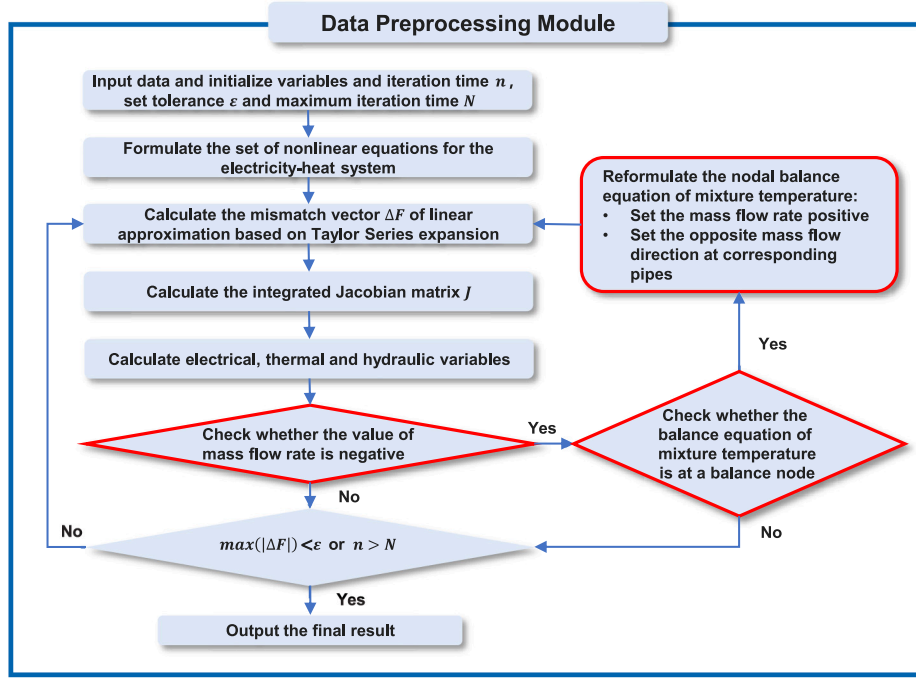 Data Preprocessing Module
Input data and initialize variables and iteration time n ,
set tolerance ε and maximum iteration time N
Formulate the set of nonlinear equations for the
electricity-heat system
Calculate the mismatch vector ΔF of linear
approximation based on Taylor Series expansion
Calculate the integrated Jacobian matrix J
Calculate electrical, thermal and hydraulic variables
Check whether the value of
mass flow rate is negative
Yes
Check whether the
balance equation of
mixture temperature
is at a balance node
Yes
Reformulate the nodal balance
equation of mixture temperature:
• Set the mass flow rate positive
• Set the opposite mass flow
direction at corresponding
pipes
No
No
No
max(|ΔF|) < ε or n > N
Yes
Output the final result